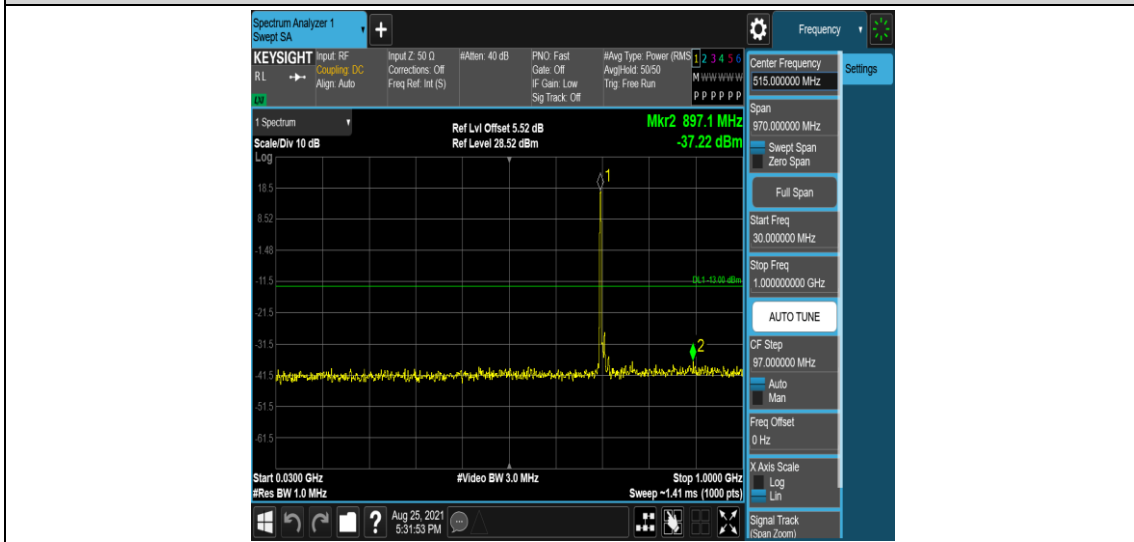 Spectrum Analyzer 1
Swept SA
+
Frequency
KEYSIGHT
RL
LXI
Input: RF
Coupling: DC
Align: Auto
Input Z: 50 Ω
Corrections: Off
Freq Ref: Int (S)
#Atten: 40 dB
PNO: Fast
Gate: Off
IF Gain: Low
Sig Track: Off
#Avg Type: Power (RMS
Avg|Hold: 50/50
Trig: Free Run
1 2 3 4 5 6
M W W W W W
P P P P P P
1 Spectrum
Scale/Div 10 dB
Log
Ref Lvl Offset 5.52 dB
Ref Level 28.52 dBm
Mkr2 897.1 MHz
-37.22 dBm
18.5
8.52
-1.48
-11.5
-21.5
-31.5
-41.5
-51.5
-61.5
1
DL1 -13.00 dBm
2
Start 0.0300 GHz
#Res BW 1.0 MHz
#Video BW 3.0 MHz
Stop 1.0000 GHz
Sweep ~1.41 ms (1000 pts)
?
Aug 25, 2021
5:31:53 PM
Center Frequency
515.000000 MHz
Settings
Span
970.000000 MHz
Swept Span
Zero Span
Full Span
Start Freq
30.000000 MHz
Stop Freq
1.000000000 GHz
AUTO TUNE
CF Step
97.000000 MHz
Auto
Man
Freq Offset
0 Hz
X Axis Scale
Log
Lin
Signal Track
(Span Zoom)